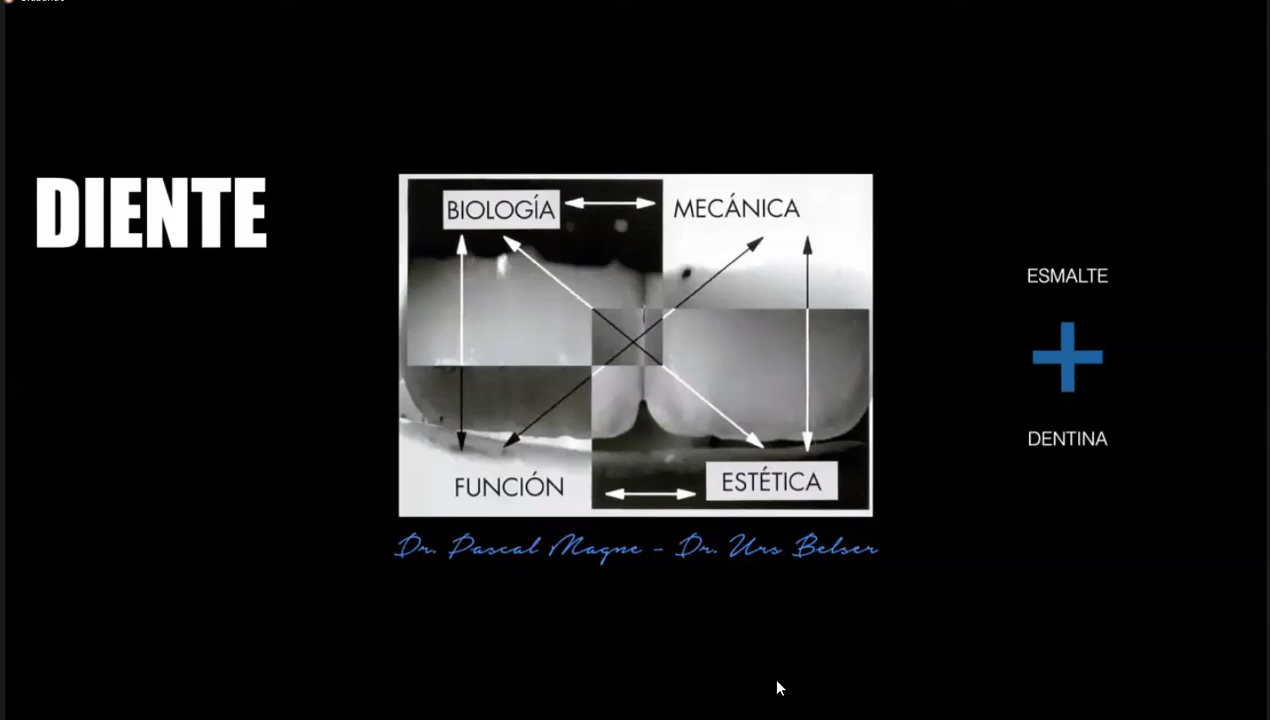 DIENTE
BIOLOGÍA
MECÁNICA
FUNCIÓN
ESTÉTICA
Dr. Pascal Magne - Dr. Urs Belser
ESMALTE
DENTINA